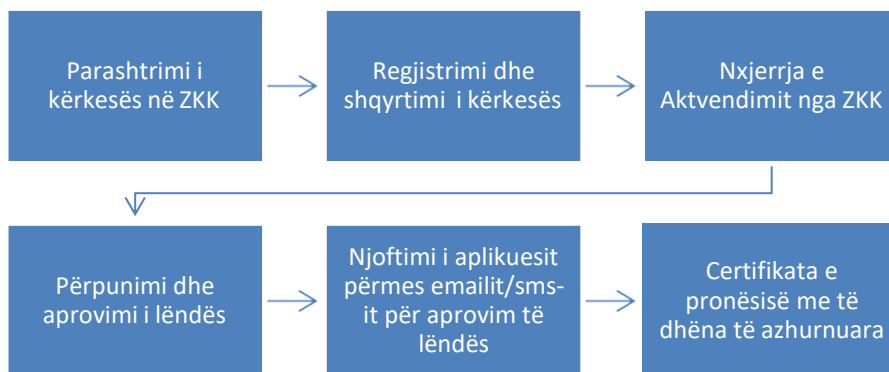 Parashtrimi i
kërkesës në ZKK
Regjistrimi dhe
shqyrtimi i kërkesës
Nxjerrja e
Aktvendimit nga ZKK
Përpunimi dhe
aprovimi i lëndës
Njoftimi i aplikuesit
përmes emailit/sms-
it për aprovim të
lëndës
Certifikata e
pronësisë me të
dhëna të azhurnuara